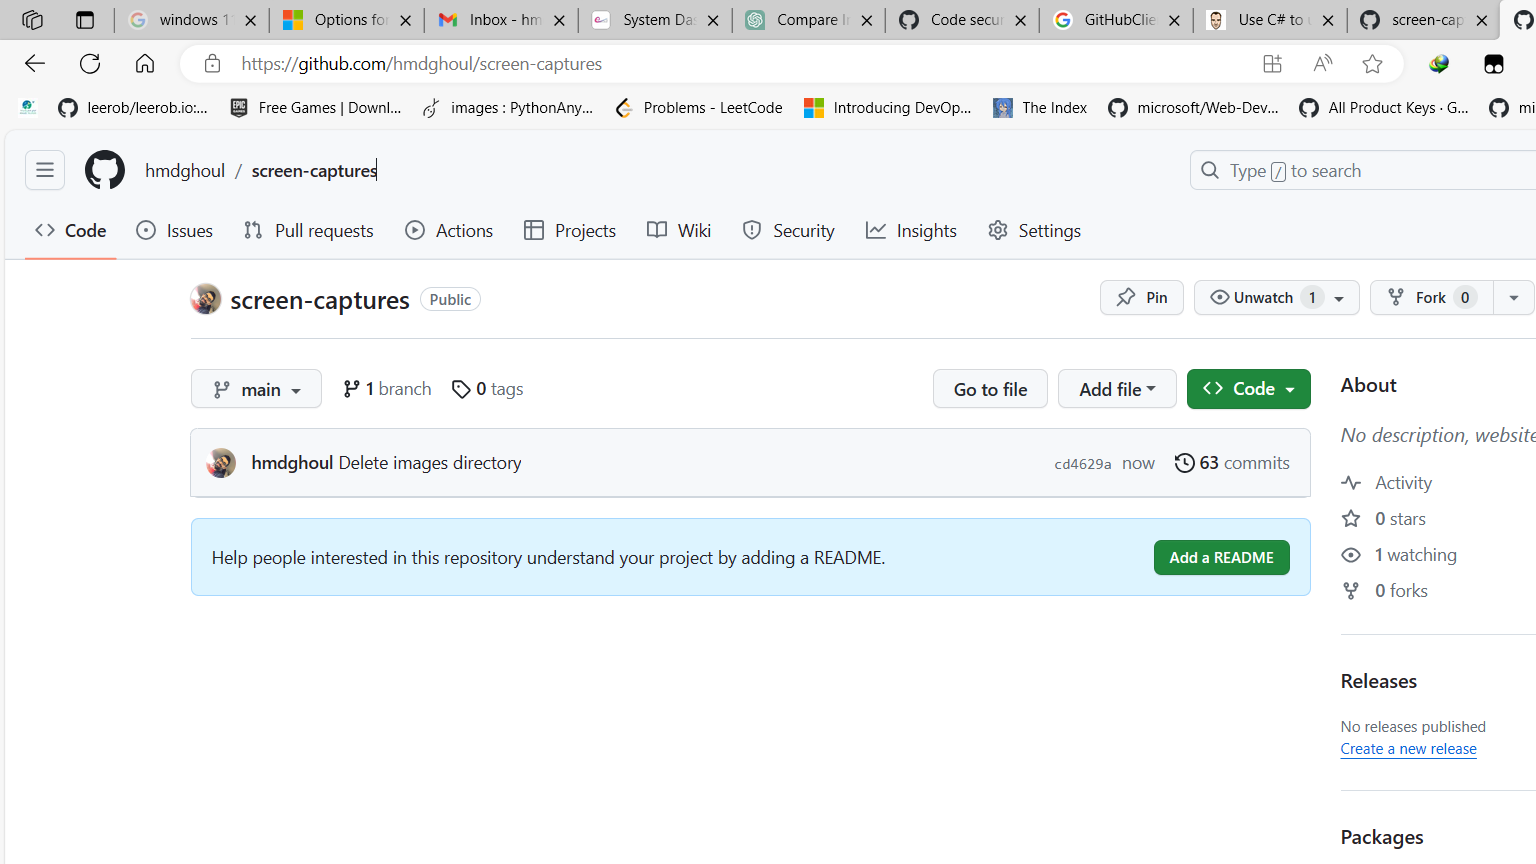 windows 1
Options for
Inbox - hm
System Das
Compare I
Code secur
GitHubClie
Use C# to u
screen-cap
https://github.com/hmdghoul/screen-captures
leerob/leerob.io:...
Free Games | Downl...
images : PythonAny...
Problems - LeetCode
Introducing DevOp...
The Index
microsoft/Web-Dev...
All Product Keys · G...
mi
hmdghoul / screen-captures
Type / to search
Code
Issues
Pull requests
Actions
Projects
Wiki
Security
Insights
Settings
screen-captures Public
Pin
Unwatch 1
Fork 0
main
1 branch
0 tags
Go to file
Add file
Code
About
No description, website
hmdghoul Delete images directory
cd4629a now
63 commits
Activity
0 stars
Help people interested in this repository understand your project by adding a README.
Add a README
1 watching
0 forks
Releases
No releases published
Create a new release
Packages